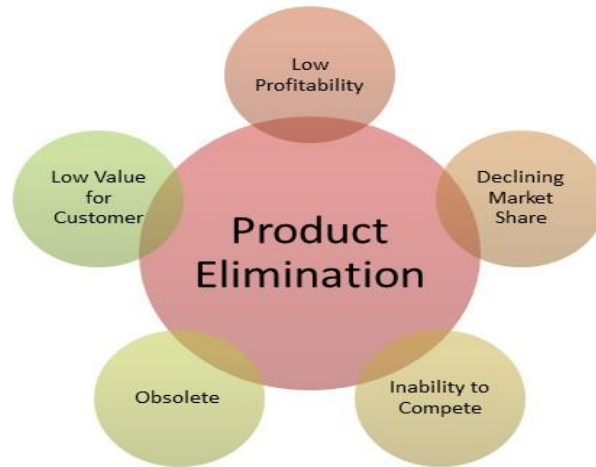 Low
Profitability
Low Value
for
Customer
Declining
Market
Share
Product
Elimination
Obsolete
Inability to
Compete